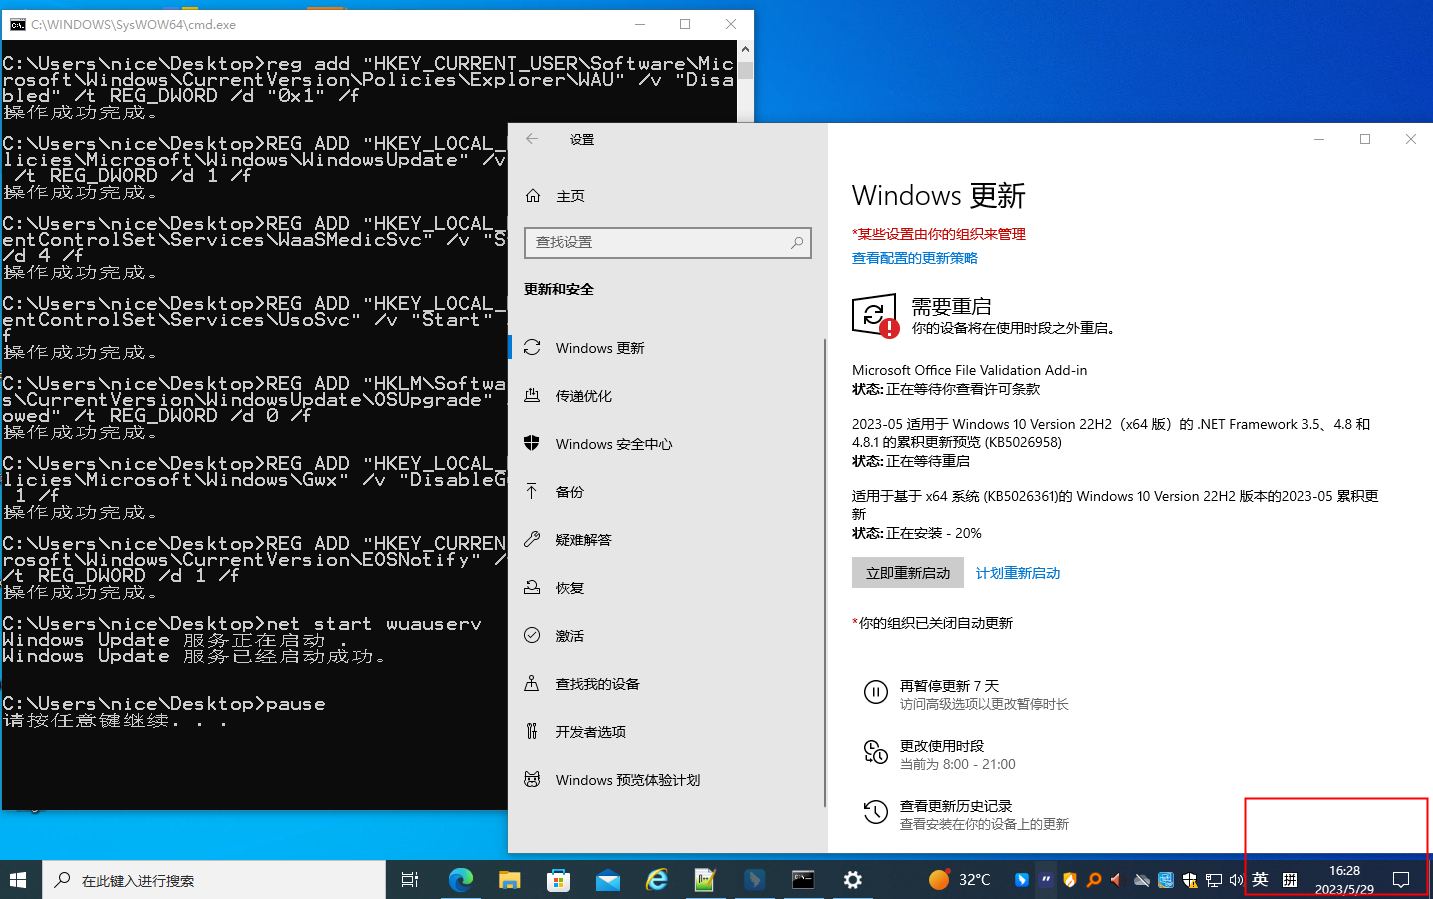 C:\WINDOWS\SysWOW64\cmd.exe
C:\Users\nice\Desktop>reg add "HKEY_CURRENT_USER\Software\Mic
rosoft\Windows\CurrentVersion\Policies\Explorer\WAU" /v "Disa
bled" /t REG_DWORD /d "0x1" /f
操作成功完成。
C:\Users\nice\Desktop>REG ADD "HKEY_LOCAL_
licies\Microsoft\Windows\WindowsUpdate" /v
/t REG_DWORD /d 1 /f
操作成功完成。
C:\Users\nice\Desktop>REG ADD "HKEY_LOCAL_
entControlSet\Services\WaaSMedicSvc" /v "S
/d 4 /f
操作成功完成。
C:\Users\nice\Desktop>REG ADD "HKEY_LOCAL_
entControlSet\Services\UsoSvc" /v "Start"
f
操作成功完成。
C:\Users\nice\Desktop>REG ADD "HKLM\Softwa
s\CurrentVersion\WindowsUpdate\OSUpgrade"
owed" /t REG_DWORD /d 0 /f
操作成功完成。
C:\Users\nice\Desktop>REG ADD "HKEY_LOCAL_
licies\Microsoft\Windows\Gwx" /v "DisableG
1 /f
操作成功完成。
C:\Users\nice\Desktop>REG ADD "HKEY_CURREN
rosoft\Windows\CurrentVersion\EOSNotify" /
/t REG_DWORD /d 1 /f
操作成功完成。
C:\Users\nice\Desktop>net start wuauserv
Windows Update 服务正在启动 .
Windows Update 服务已经启动成功。
C:\Users\nice\Desktop>pause
请按任意键继续. . .
设置
主页
查找设置
更新和安全
Windows 更新
传递优化
Windows 安全中心
备份
疑难解答
恢复
激活
查找我的设备
开发者选项
Windows 预览体验计划
Windows 更新
*某些设置由你的组织来管理
查看配置的更新策略
需要重启
你的设备将在使用时段之外重启。
Microsoft Office File Validation Add-in
状态: 正在等待你查看许可条款
2023-05 适用于 Windows 10 Version 22H2（x64 版）的 .NET Framework 3.5、4.8 和
4.8.1 的累积更新预览 (KB5026958)
状态: 正在等待重启
适用于基于 x64 系统 (KB5026361)的 Windows 10 Version 22H2 版本的2023-05 累积更
新
状态: 正在安装 - 20%
立即重新启动 计划重新启动
*你的组织已关闭自动更新
再暂停更新 7 天
访问高级选项以更改暂停时长
更改使用时段
当前为 8:00 - 21:00
查看更新历史记录
查看安装在你的设备上的更新
在此键入进行搜索
32°C
英
拼
16:28
2023/5/29